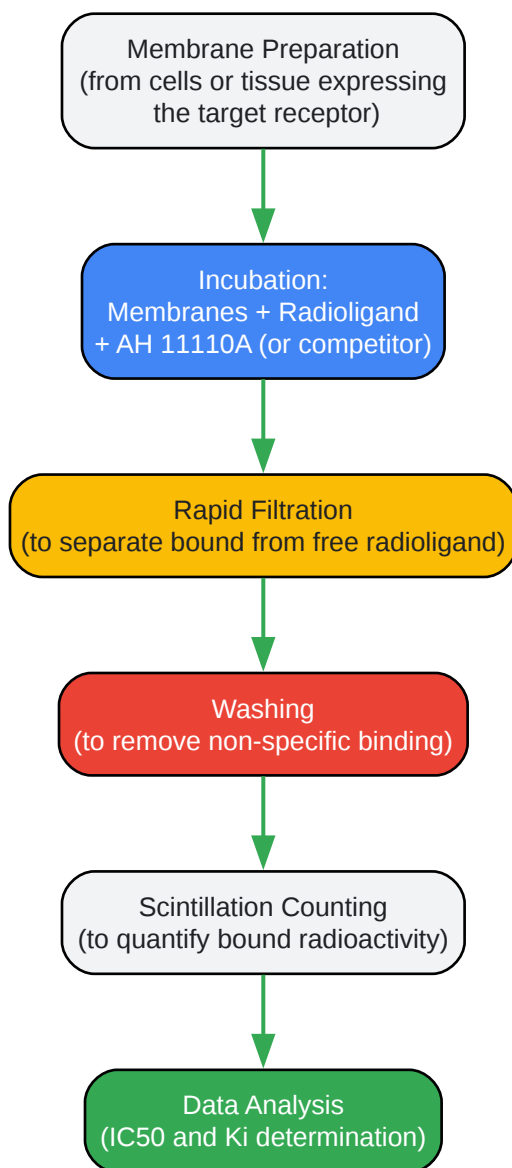 Membrane Preparation
(from cells or tissue expressing
the target receptor)
Incubation:
Membranes + Radioligand
+ AH 11110A (or competitor)
Rapid Filtration
(to separate bound from free radioligand)
Washing
(to remove non-specific binding)
Scintillation Counting
(to quantify bound radioactivity)
Data Analysis
(IC50 and Ki determination)